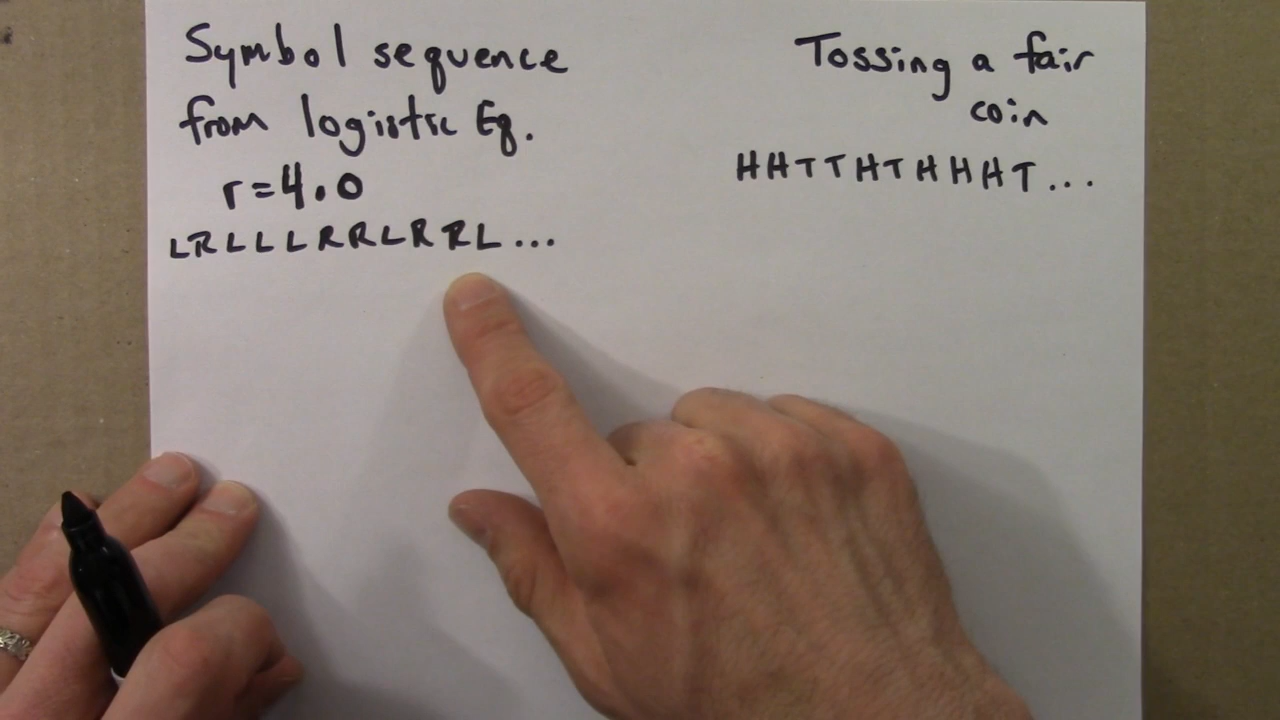 Symbol sequence
from logistic Eq.
r=4.0
LRLLLRRLRRL...
Tossing a fair
coin
HHTTHTHHHT...